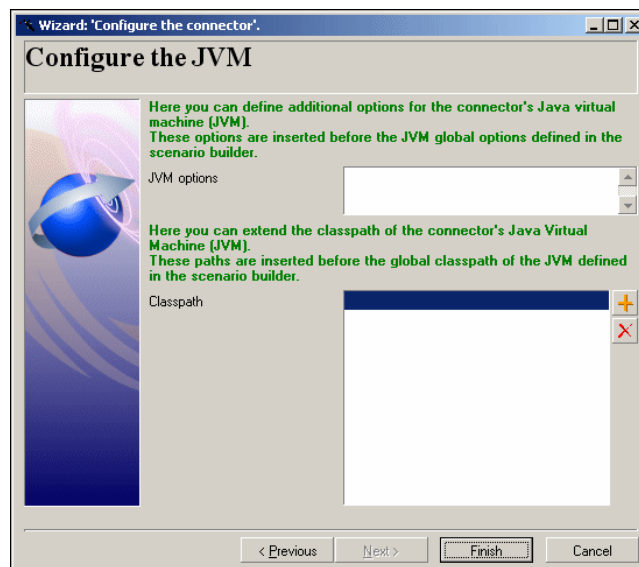 Wizard: 'Configure the connector'.
Configure the JVM
Here you can define additional options for the connector's Java virtual
machine (JVM).
These options are inserted before the JVM global options defined in the
scenario builder.
JVM options
Here you can extend the classpath of the connector's Java Virtual
Machine (JVM).
These paths are inserted before the global classpath of the JVM defined
in the scenario builder.
Classpath
< Previous
Next >
Finish
Cancel